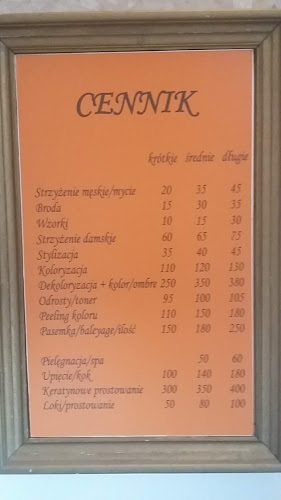 CENNIK
krótkie średnie długie
Strzyżenie męskie/mycie 20 35 45
Broda 15 30 35
Wzorki 10 15 30
Strzyżenie damskie 60 65 75
Stylizacja 35 40 45
Koloryzacja 110 120 130
Dekoloryzacja + kolor/ombre 250 350 380
Odrosty/toner 95 100 105
Peeling koloru 110 150 180
Pasemka/baleyage/ilość 150 180 250
Pielęgnacja/spa 50 60
Upięcie/kok 100 140 180
Keratynowe prostowanie 300 350 400
Loki/prostowanie 50 80 100